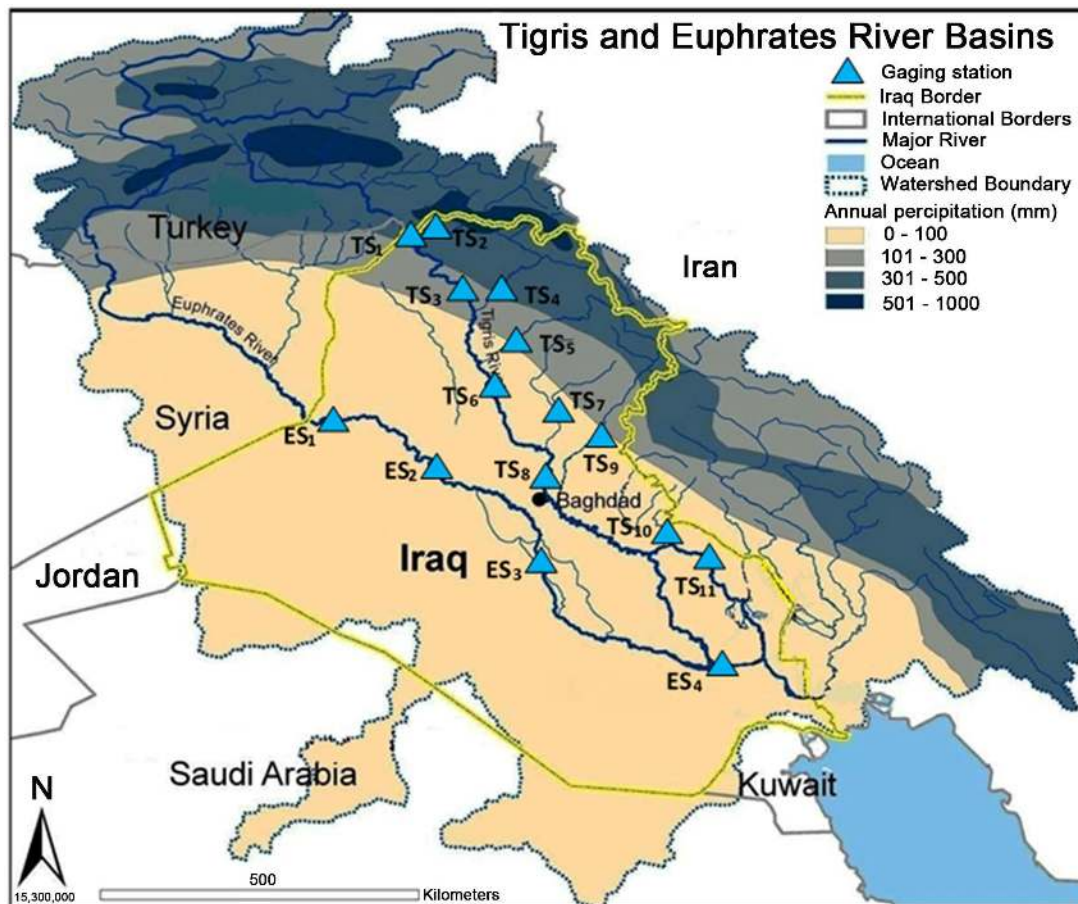 Tigris and Euphrates River Basins
Gaging station
Iraq Border
International Borders
Major River
Ocean
Watershed Boundary
Annual percipitation (mm)
0 - 100
101 - 300
301 - 500
501 - 1000
Turkey
TS1
TS2
Iran
TS3
TS4
Euphrates River
Tigris Riv
TS5
TS6
TS7
Syria
ES1
TS9
ES2
TS8
Baghdad
TS10
Iraq
ES3
Jordan
TS11
ES4
Saudi Arabia
Kuwait
N
500
Kilometers
15,300,000